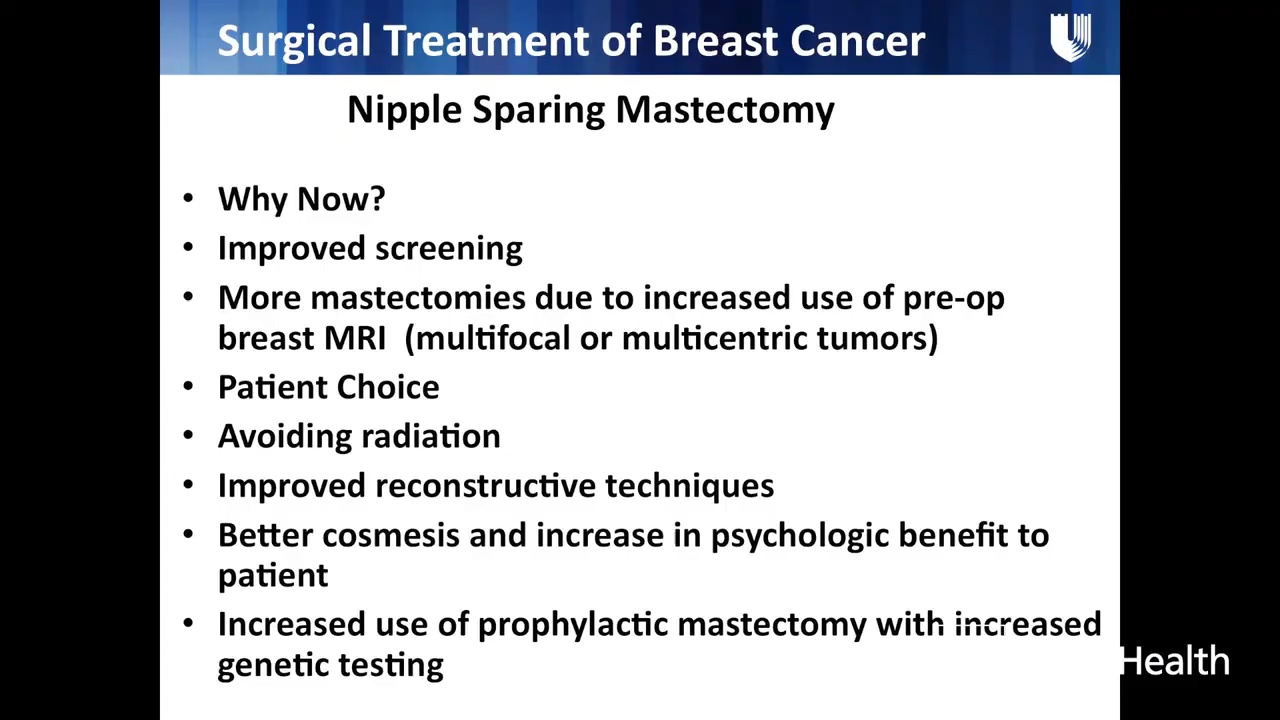 Surgical Treatment of Breast Cancer
Nipple Sparing Mastectomy
• Why Now?
• Improved screening
• More mastectomies due to increased use of pre-op
breast MRI (multifocal or multicentric tumors)
• Patient Choice
• Avoiding radiation
• Improved reconstructive techniques
• Better cosmesis and increase in psychologic benefit to
patient
• Increased use of prophylactic mastectomy with increased
genetic testing
Health